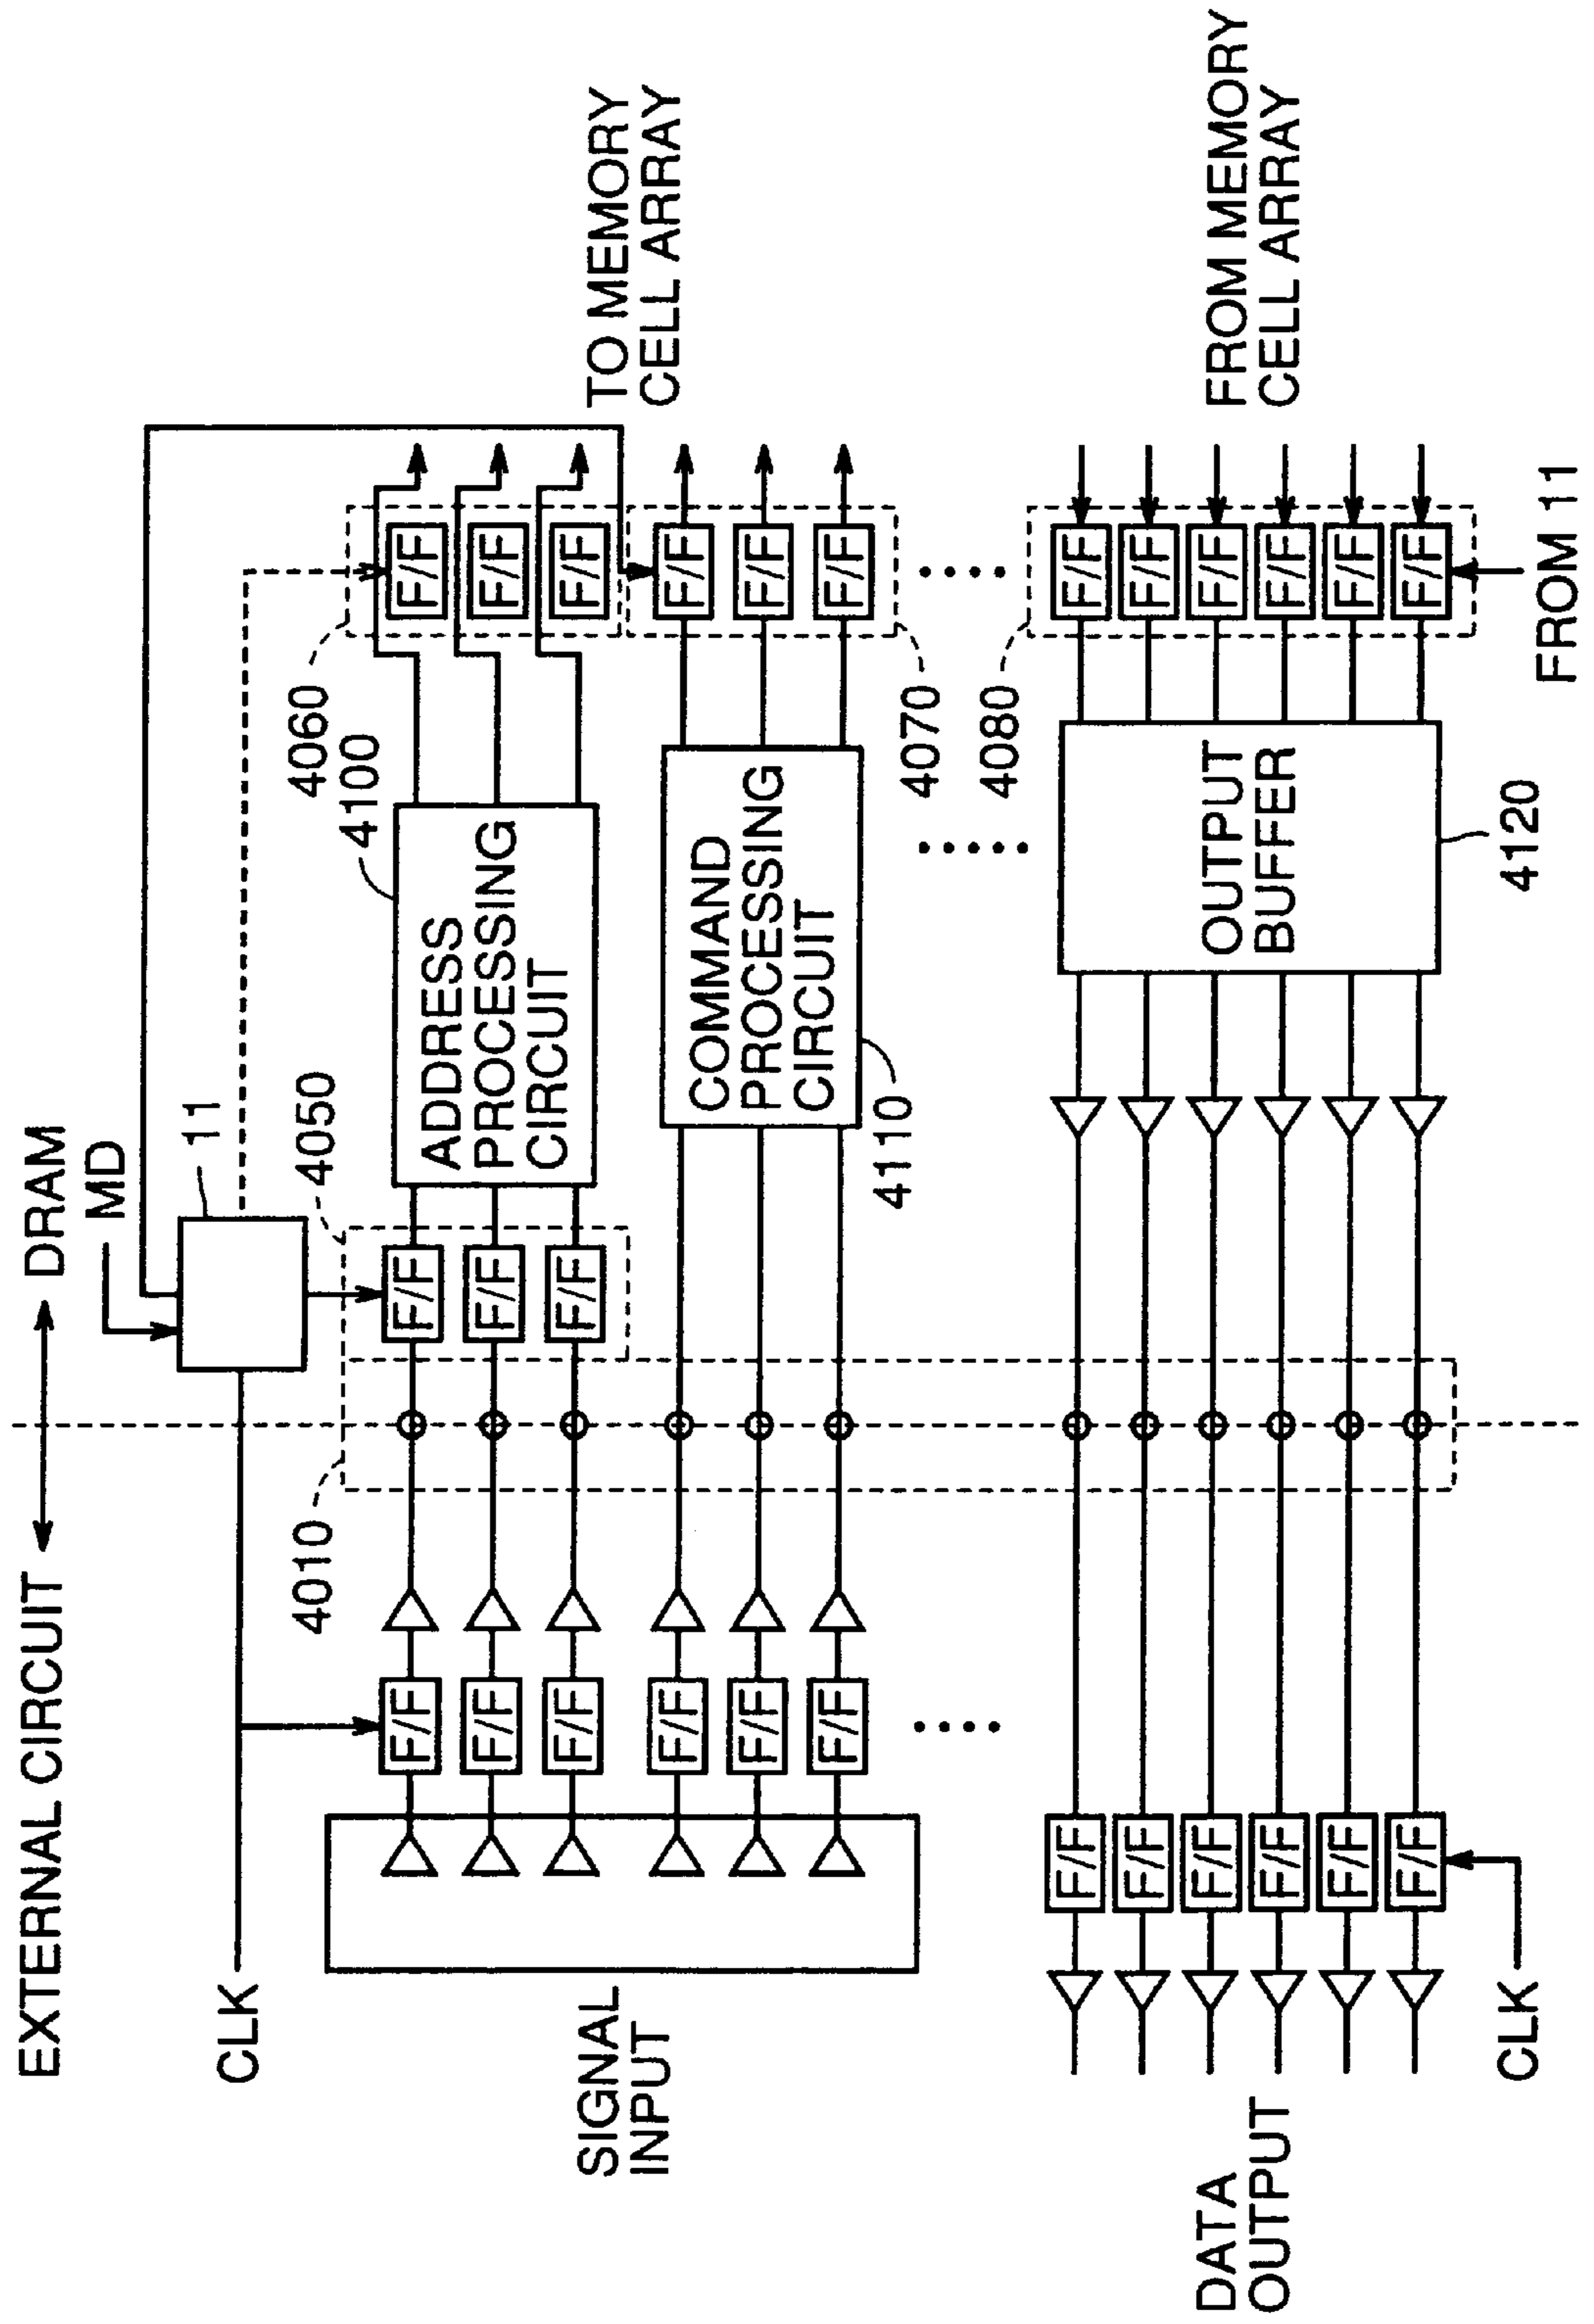 EXTERNAL CIRCUIT
DRAM
MD
CLK
11
4010
4050
4060
4100
F/F
F/F
F/F
F/F
F/F
F/F
ADDRESS
PROCESSING
CIRCUIT
F/F
F/F
F/F
TO MEMORY
CELL ARRAY
SIGNAL
INPUT
F/F
F/F
F/F
COMMAND
PROCESSING
CIRCUIT
F/F
F/F
F/F
4110
4070
4080
DATA
OUTPUT
F/F
F/F
F/F
F/F
F/F
F/F
OUTPUT
BUFFER
F/F
F/F
F/F
F/F
F/F
F/F
FROM MEMORY
CELL ARRAY
CLK
4120
FROM 11